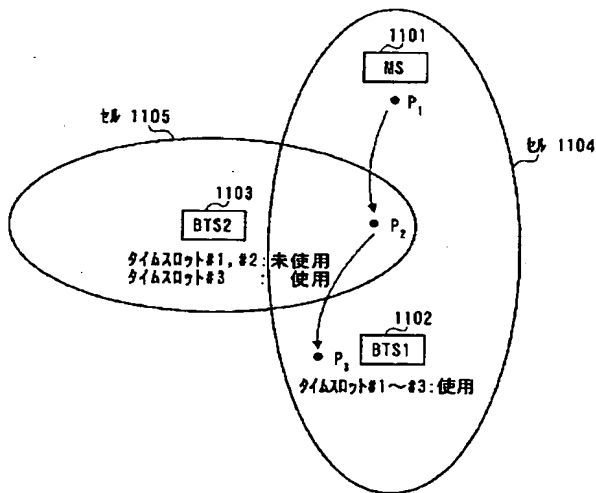 1101
MS
P₁
セル 1105
セル 1104
1103
BTS2
P₂
タイムスロット#1, #2 : 未使用
タイムスロット#3 : 使用
1102
BTS1
P₃
タイムスロット#1～#3 : 使用